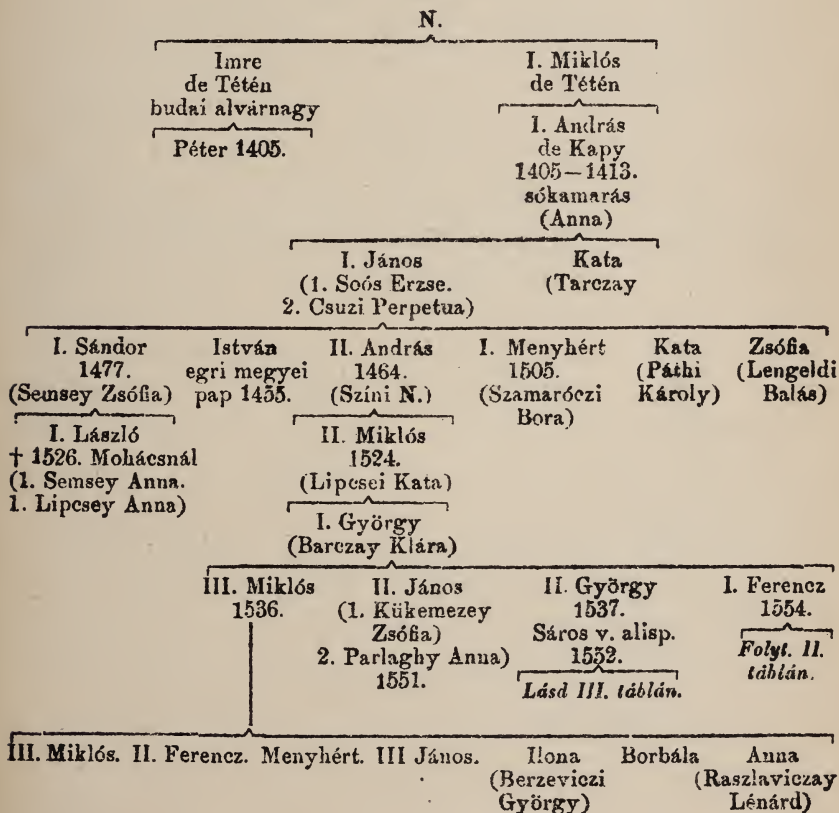 N.
Imre I. Miklós
de Tétén de Tétén
budai alvárnagy
Péter 1405. I. András
de Kapy
1405—1413.
sókamarás
(Anna)
I. János Kata
(1. Soós Erzse. (Tarczay
2. Csuzi Perpetua)
I. Sándor István II. András I. Menyhért Kata Zsófia
1477. egri megyei 1464. 1505. (Páthi (Lengeldi
(Semsey Zsófia) pap 1455. (Színi N.) (Szamaróczi Károly) Balás)
Bora)
I. László II. Miklós
† 1526. Mohácsnál 1524.
(1. Semsey Anna. (Lipcsei Kata)
1. Lipcsey Anna)
I. György
(Barczay Klára)
III. Miklós II. János II. György I. Ferencz
1536. (1. Kükemezey 1537. 1554.
Zsófia) Sáros v. alisp. Folyt. II.
2. Parlaghy Anna) 1552. táblán.
1551. Lásd III. táblán.
III. Miklós. II. Ferencz. Menyhért. III János. Ilona Borbála Anna
(Berzeviczi (Raszlaviczay
György) Lénárd)